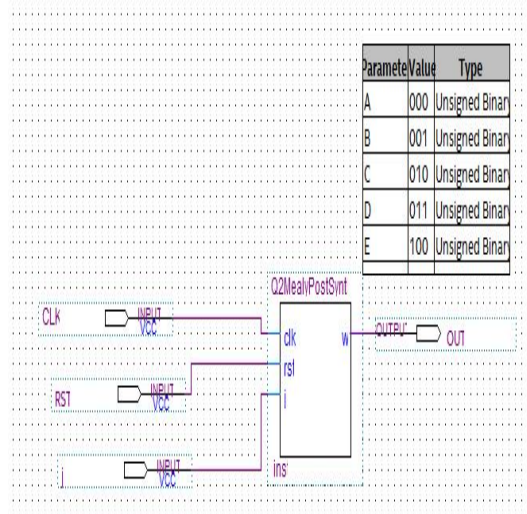 Paramete Value Type
A 000 Unsigned Binar
B 001 Unsigned Binar
C 010 Unsigned Binar
D 011 Unsigned Binar
E 100 Unsigned Binar
Q2MealyPostSynt
CLK INPUT VCC
clk w OUTPUT OUT
rst
RST INPUT VCC
i
INPUT VCC
ins